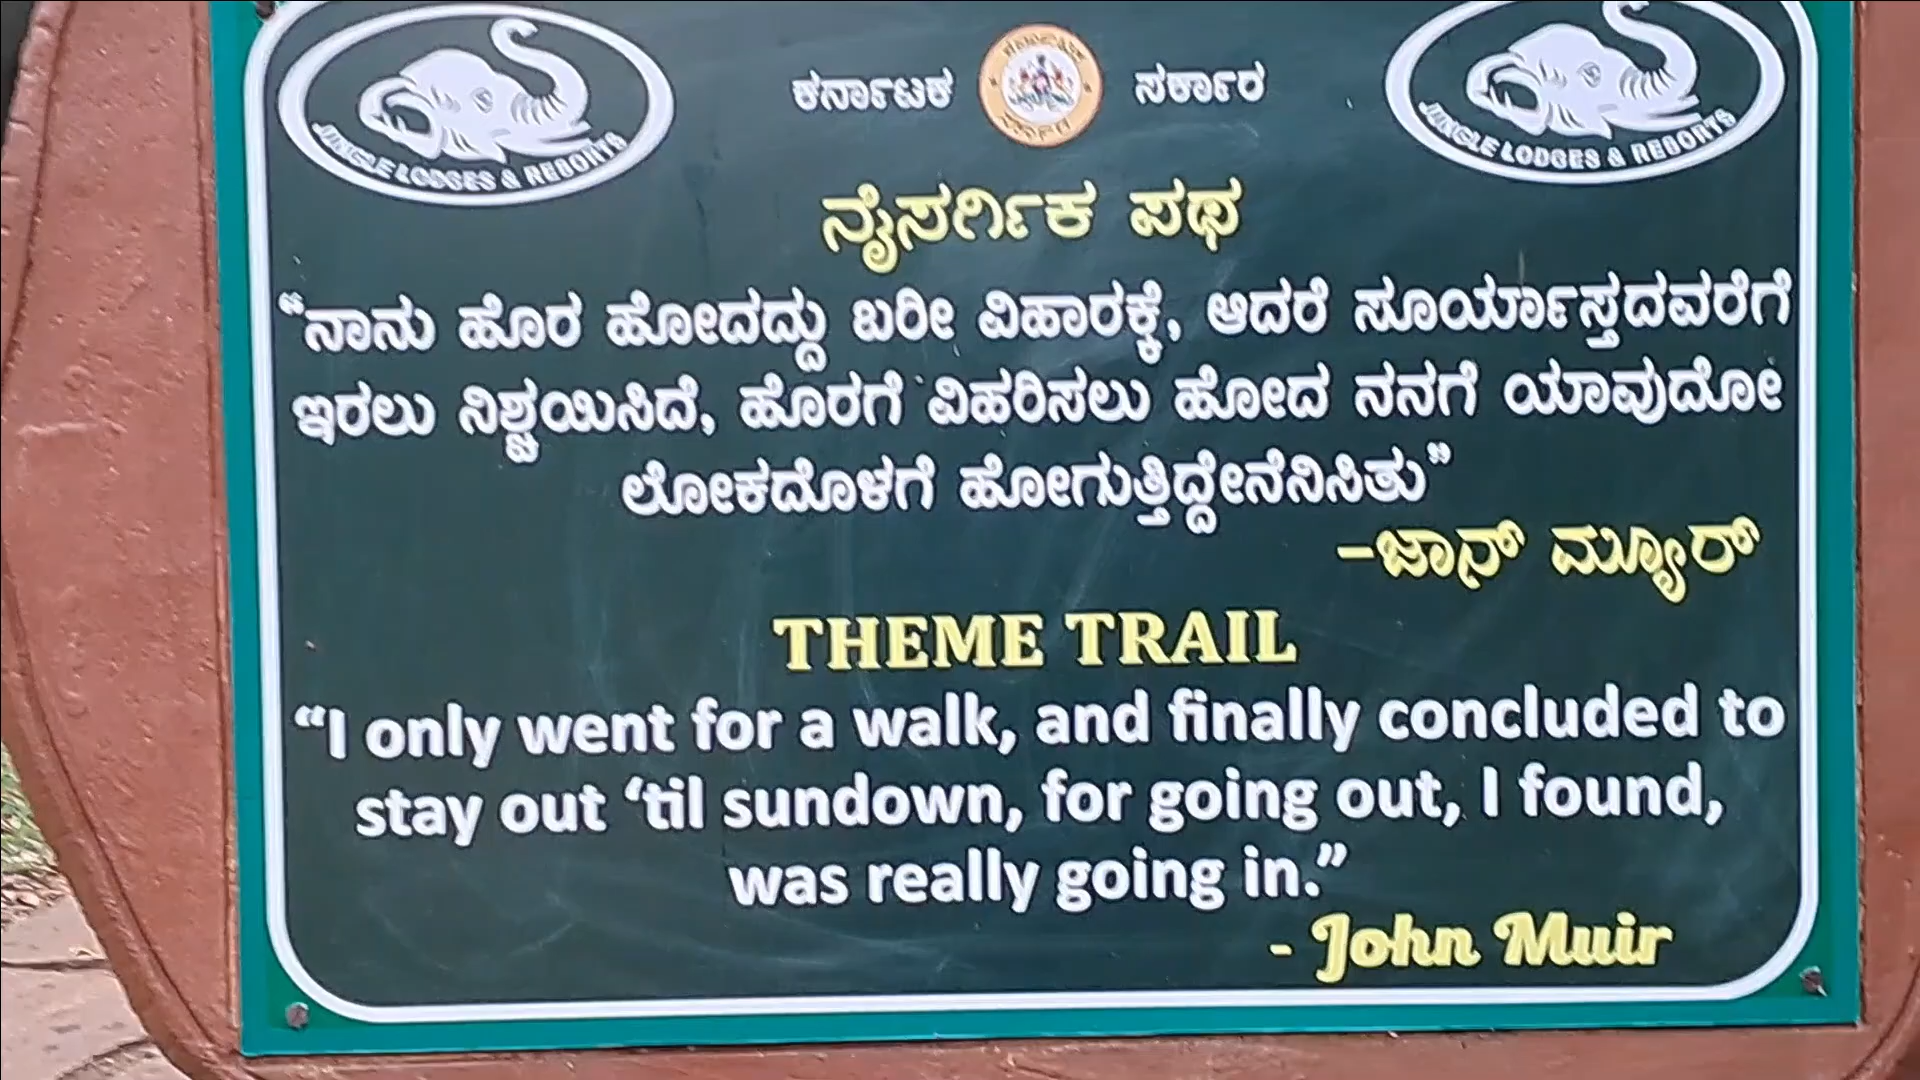 JUNGLE LODGES & RESORTS
ಕರ್ನಾಟಕ ಸರ್ಕಾರ
JUNGLE LODGES & RESORTS
ನೈಸರ್ಗಿಕ ಪಥ
“ನಾನು ಹೊರ ಹೋದದ್ದು ಬರೀ ವಿಹಾರಕ್ಕೆ, ಆದರೆ ಸೂರ್ಯಾಸ್ತದವರೆಗೆ
ಇರಲು ನಿಶ್ಚಯಿಸಿದೆ, ಹೊರಗೆ ವಿಹರಿಸಲು ಹೋದ ನನಗೆ ಯಾವುದೋ
ಲೋಕದೊಳಗೆ ಹೋಗುತ್ತಿದ್ದೇನೆನಿಸಿತು”
–ಜಾನ್ ಮ್ಯೂರ್
THEME TRAIL
“I only went for a walk, and finally concluded to
stay out ‘til sundown, for going out, I found,
was really going in.”
- John Muir